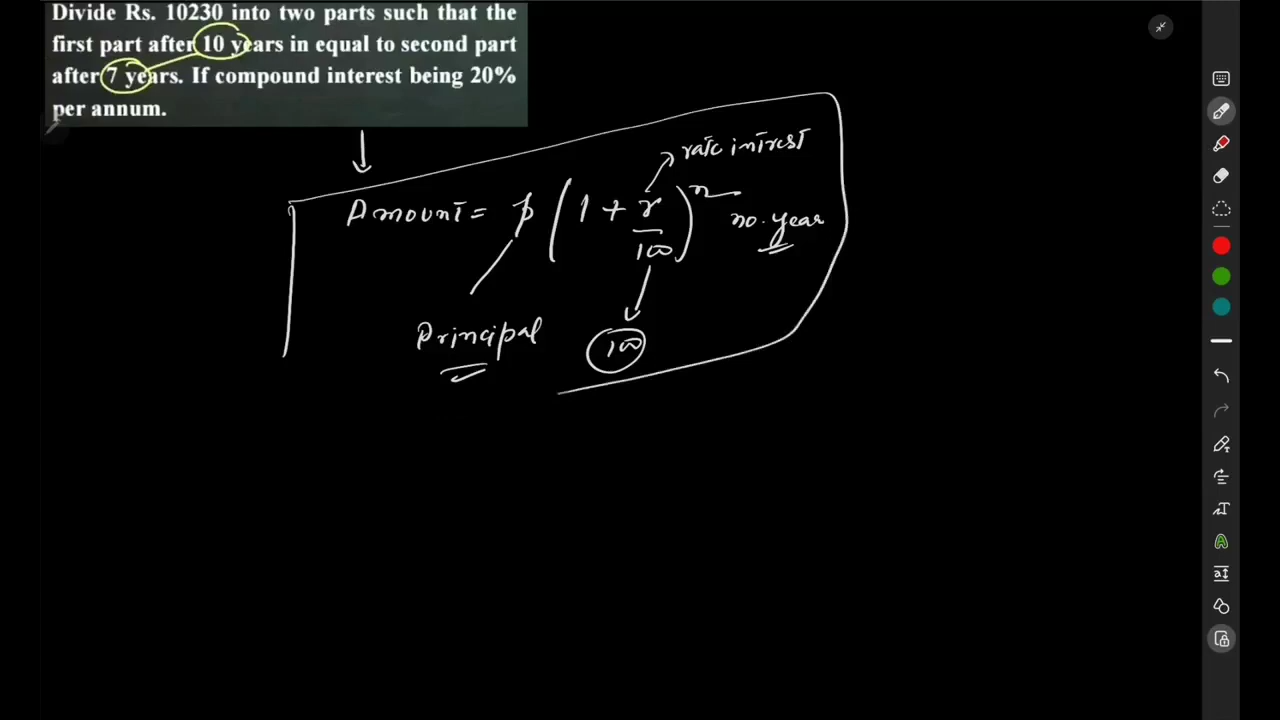 Divide Rs. 10230 into two parts such that the
first part after 10 years in equal to second part
after 7 years. If compound interest being 20%
per annum.
rate interest
Amount = p (1 + r/100)^n
no. year
Principal
100